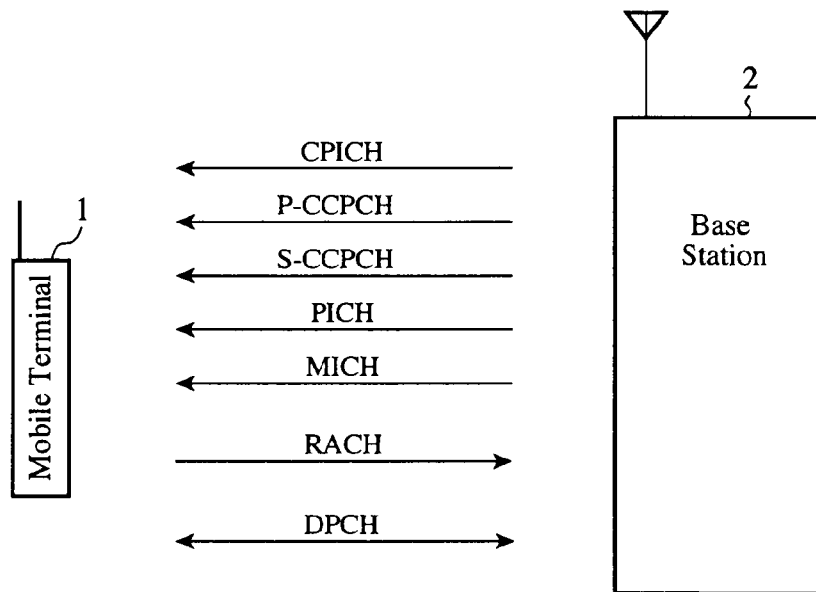 2
CPICH
P-CCPCH
Base
Station
1
S-CCPCH
PICH
MICH
Mobile Terminal
RACH
DPCH